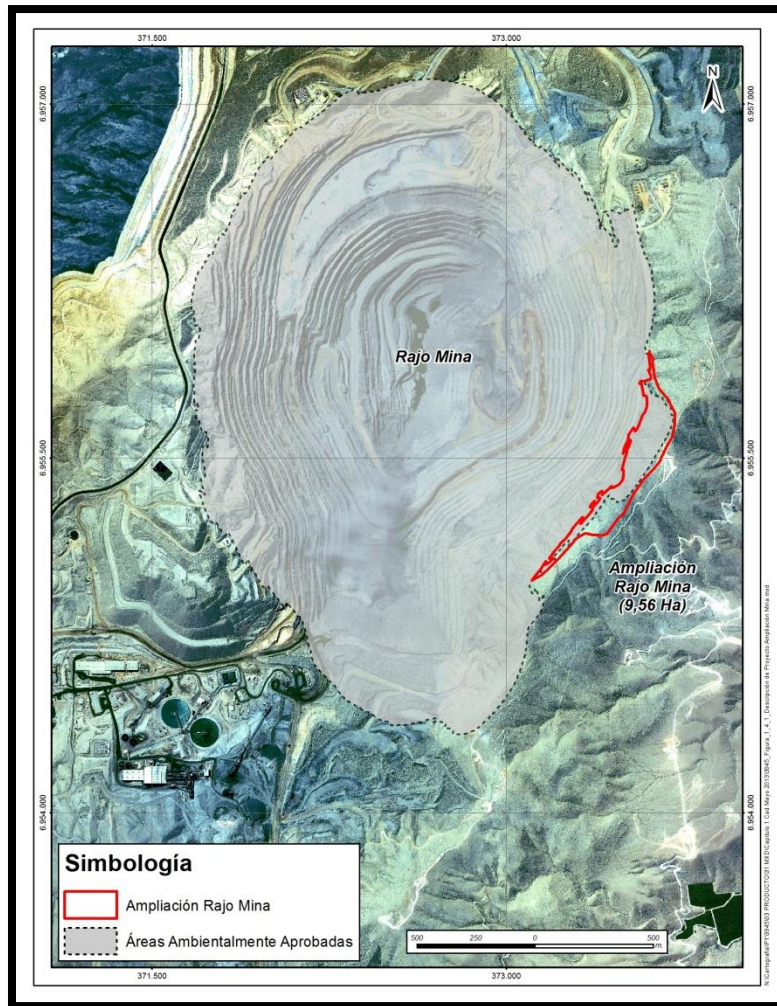 371.500
373.000
N
6.957.000
6.957.000
Rajo Mina
6.955.500
6.955.500
Ampliación
Rajo Mina
(9,56 Ha)
6.954.000
6.954.000
Simbología
Ampliación Rajo Mina
Áreas Ambientalmente Aprobadas
500
250
0
500
m
371.500
373.000